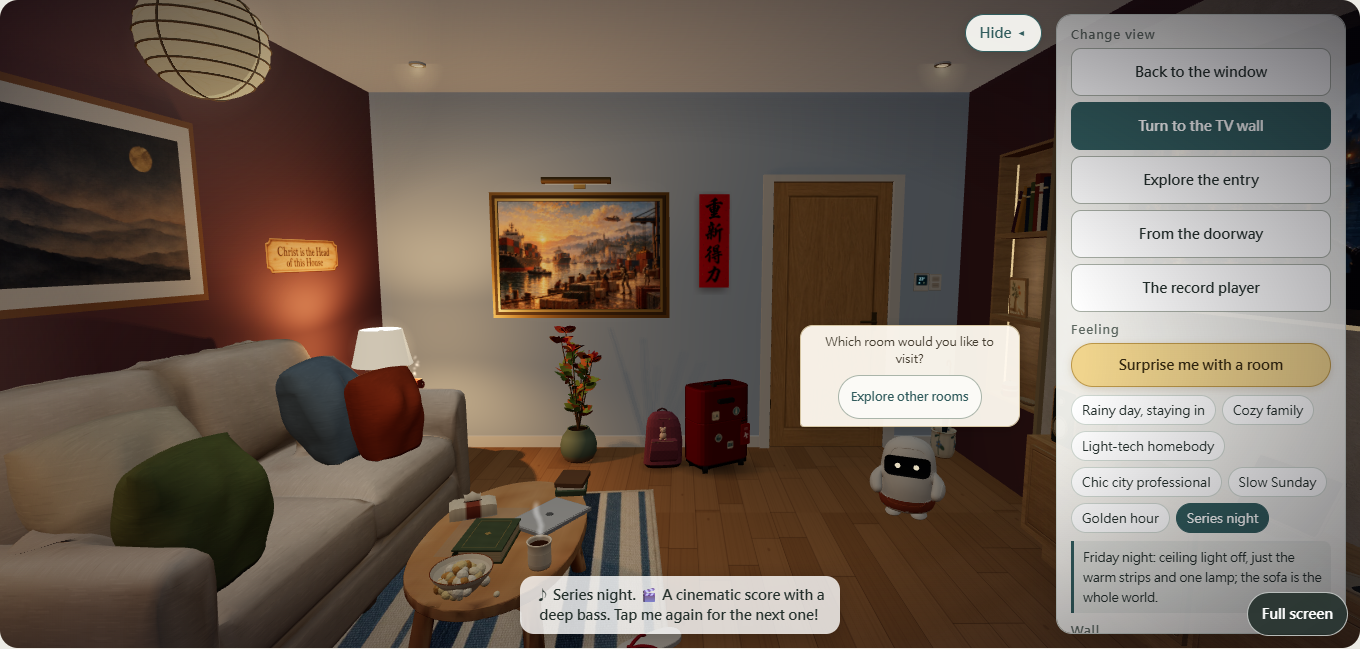 Hide ◂
Change view
Back to the window
Turn to the TV wall
Explore the entry
From the doorway
The record player
Feeling
Surprise me with a room
Rainy day, staying in
Cozy family
Light-tech homebody
Chic city professional
Slow Sunday
Golden hour
Series night
Friday night: ceiling light off, just the
warm strips and one lamp; the sofa is the
whole world.
Wall
Full screen
Christ is the Head
of this House
重新得力
Which room would you like to
visit?
Explore other rooms
♪ Series night. 🎬 A cinematic score with a
deep bass. Tap me again for the next one!